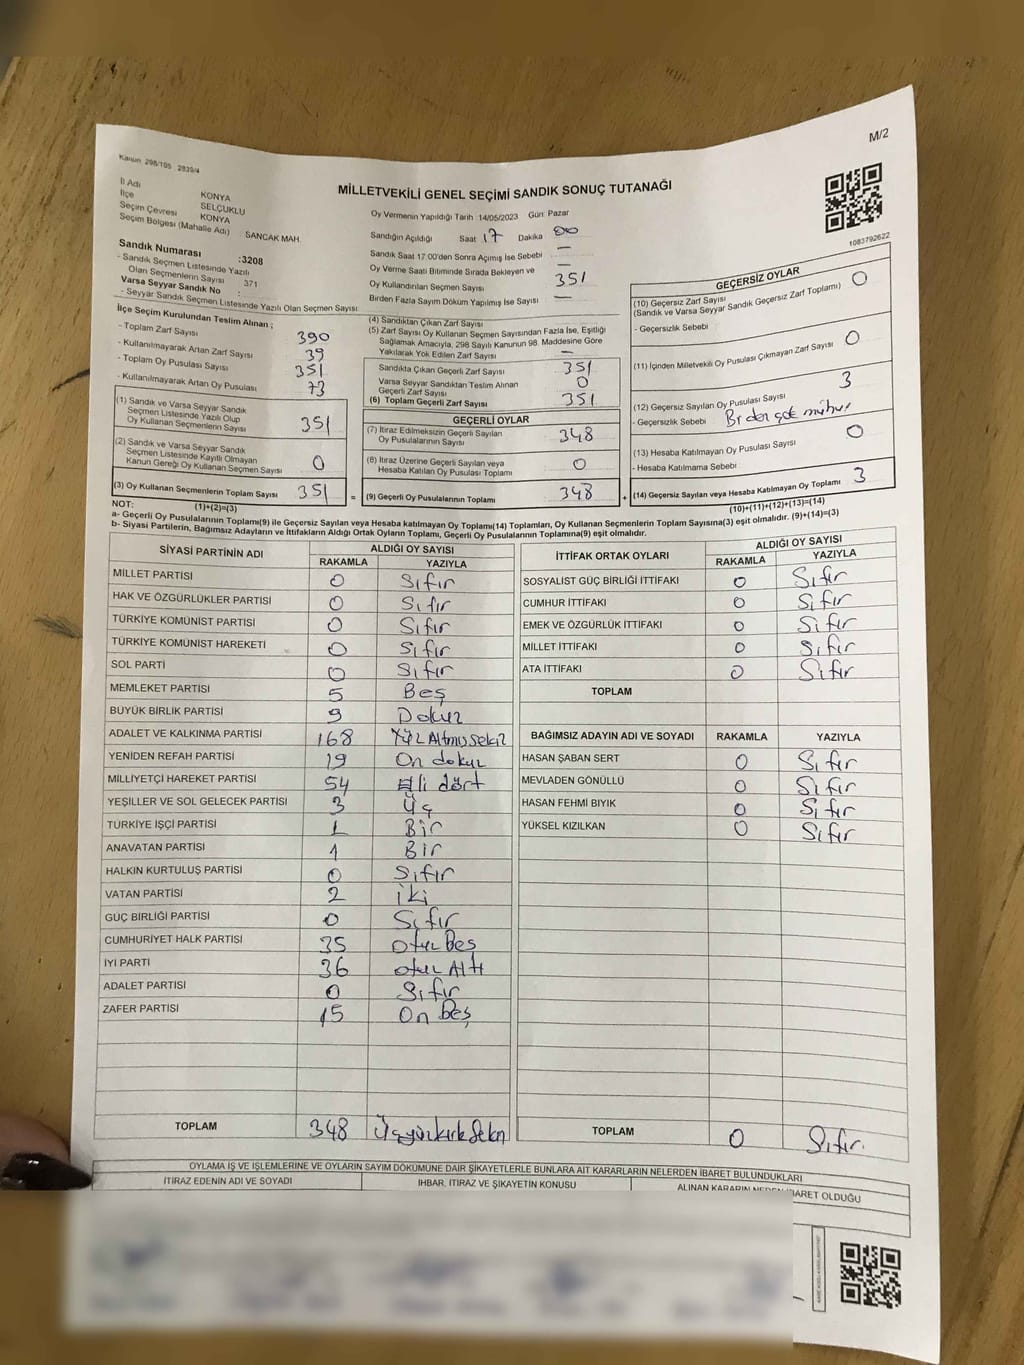 M/2
Kanun 298/105 2839/4
MİLLETVEKİLİ GENEL SEÇİMİ SANDIK SONUÇ TUTANAĞI
1083792622
İl Adı KONYA
İlçe SELÇUKLU
Seçim Çevresi KONYA
Seçim Bölgesi (Mahalle Adı) SANCAK MAH.
Sandık Numarası :3208
- Sandık Seçmen Listesinde Yazılı
Olan Seçmenlerin Sayısı 371
Varsa Seyyar Sandık No :
- Seyyar Sandık Seçmen Listesinde Yazılı Olan Seçmen Sayısı
Oy Vermenin Yapıldığı Tarih 14/05/2023 Gün: Pazar
Sandığın Açıldığı Saat 17 Dakika 00
Sandık Saat 17:00'den Sonra Açımış İse Sebebi —
Oy Verme Saati Bitiminde Sırada Bekleyen ve —
Oy Kullandırılan Seçmen Sayısı 351
Birden Fazla Sayım Döküm Yapılmış İse Sayısı —
İlçe Seçim Kurulundan Teslim Alınan ;
- Toplam Zarf Sayısı 390
- Kullanılmayarak Artan Zarf Sayısı 39
- Toplam Oy Pusulası Sayısı 351
- Kullanılmayarak Artan Oy Pusulası 73
(1) Sandık ve Varsa Seyyar Sandık
Seçmen Listesinde Yazılı Olup
Oy Kullanan Seçmenlerin Sayısı 351
(2) Sandık ve Varsa Seyyar Sandık
Seçmen Listesinde Kayıtlı Olmayan
Kanun Gereği Oy Kullanan Seçmen Sayısı 0
(3) Oy Kullanan Seçmenlerin Toplam Sayısı 351 =
(1)+(2)=(3)
(4) Sandıktan Çıkan Zarf Sayısı
(5) Zarf Sayısı Oy Kullanan Seçmen Sayısından Fazla İse, Eşitliği
Sağlamak Amacıyla, 298 Sayılı Kanunun 98. Maddesine Göre
Yakılarak Yok Edilen Zarf Sayısı —
Sandıkta Çıkan Geçerli Zarf Sayısı 351
Varsa Seyyar Sandıktan Teslim Alınan
Geçerli Zarf Sayısı 0
(6) Toplam Geçerli Zarf Sayısı 351
GEÇERLİ OYLAR
(7) İtiraz Edilmeksizin Geçerli Sayılan
Oy Pusulalarının Sayısı 348
(8) İtiraz Üzerine Geçerli Sayılan veya
Hesaba Katılan Oy Pusulası Toplamı 0
(9) Geçerli Oy Pusulalarının Toplamı 348 +
GEÇERSİZ OYLAR
(10) Geçersiz Zarf Sayısı 0
(Sandık ve Varsa Seyyar Sandık Geçersiz Zarf Toplamı)
- Geçersizlik Sebebi
(11) İçinden Milletvekili Oy Pusulası Çıkmayan Zarf Sayısı 0
(12) Geçersiz Sayılan Oy Pusulası Sayısı 3
- Geçersizlik Sebebi
(13) Hesaba Katılmayan Oy Pusulası Sayısı 0
- Hesaba Katılmama Sebebi
(14) Geçersiz Sayılan veya Hesaba Katılmayan Oy Toplamı 3
(10)+(11)+(12)+(13)=(14)
NOT:
a- Geçerli Oy Pusulalarının Toplamı(9) ile Geçersiz Sayılan veya Hesaba Katılmayan Oy Toplamı(14) Toplamları, Oy Kullanan Seçmenlerin Toplam Sayısına(3) eşit olmalıdır. (9)+(14)=(3)
b- Siyasi Partilerin, Bağımsız Adayların ve İttifakların Aldığı Ortak Oyların Toplamı, Geçerli Oy Pusulalarının Toplamına(9) eşit olmalıdır.
SİYASİ PARTİNİN ADI ALDIĞI OY SAYISI
RAKAMLA YAZIYLA
MİLLET PARTİSİ 0 Sıfır
HAK VE ÖZGÜRLÜKLER PARTİSİ 0 Sıfır
TÜRKİYE KOMÜNİST PARTİSİ 0 Sıfır
TÜRKİYE KOMÜNİST HAREKETİ 0 Sıfır
SOL PARTİ 0 Sıfır
MEMLEKET PARTİSİ 5 Beş
BÜYÜK BİRLİK PARTİSİ 9 Dokuz
ADALET VE KALKINMA PARTİSİ 168 Yüz Altmışsekiz
YENİDEN REFAH PARTİSİ 19 On dokuz
MİLLİYETÇİ HAREKET PARTİSİ 54 Elli dört
YEŞİLLER VE SOL GELECEK PARTİSİ 3 Üç
TÜRKİYE İŞÇİ PARTİSİ 1 Bir
ANAVATAN PARTİSİ 1 Bir
HALKIN KURTULUŞ PARTİSİ 0 Sıfır
VATAN PARTİSİ 2 İki
GÜÇ BİRLİĞİ PARTİSİ 0 Sıfır
CUMHURİYET HALK PARTİSİ 35 Otuz Beş
İYİ PARTİ 36 Otuz Altı
ADALET PARTİSİ 0 Sıfır
ZAFER PARTİSİ 15 On Beş
TOPLAM 348 Üçyüzkırk Sekiz
İTTİFAK ORTAK OYLARI ALDIĞI OY SAYISI
RAKAMLA YAZIYLA
SOSYALİST GÜÇ BİRLİĞİ İTTİFAKI 0 Sıfır
CUMHUR İTTİFAKI 0 Sıfır
EMEK VE ÖZGÜRLÜK İTTİFAKI 0 Sıfır
MİLLET İTTİFAKI 0 Sıfır
ATA İTTİFAKI 0 Sıfır
TOPLAM
BAĞIMSIZ ADAYIN ADI VE SOYADI RAKAMLA YAZIYLA
HASAN ŞABAN SERT 0 Sıfır
MEVLADEN GÖNÜLLÜ 0 Sıfır
HASAN FEHMİ BIYIK 0 Sıfır
YÜKSEL KIZILKAN 0 Sıfır
TOPLAM 0 Sıfır.
OYLAMA İŞ VE İŞLEMLERİNE VE OYLARIN SAYIM DÖKÜMÜNE DAİR ŞİKAYETLERLE BUNLARA AİT KARARLARIN NELERDEN İBARET BULUNDUKLARI
İTİRAZ EDENİN ADI VE SOYADI İHBAR, İTİRAZ VE ŞİKAYETİN KONUSU ALINAN KARARIN NEDEN İBARET OLDUĞU